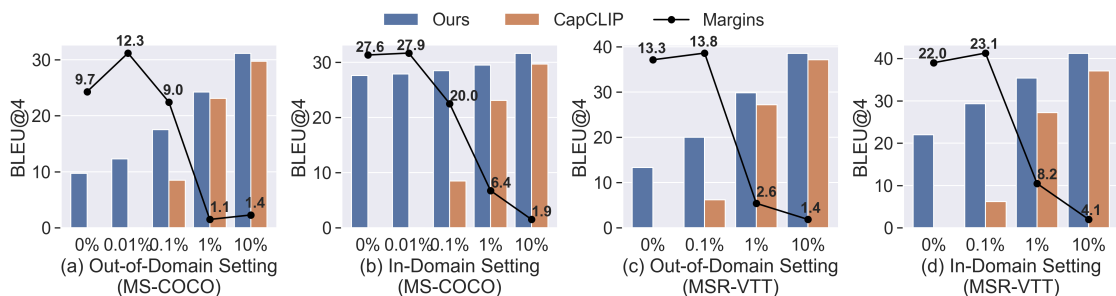 Ours CapCLIP Margins
BLEU@4
30
20
10
0
9.7
12.3
9.0
1.1
1.4
0% 0.01% 0.1% 1% 10%
(a) Out-of-Domain Setting
(MS-COCO)
BLEU@4
30
20
10
0
27.6
27.9
20.0
6.4
1.9
0% 0.01% 0.1% 1% 10%
(b) In-Domain Setting
(MS-COCO)
BLEU@4
40
30
20
10
0
13.3
13.8
2.6
1.4
0% 0.1% 1% 10%
(c) Out-of-Domain Setting
(MSR-VTT)
BLEU@4
40
30
20
10
0
22.0
23.1
8.2
4.1
0% 0.1% 1% 10%
(d) In-Domain Setting
(MSR-VTT)